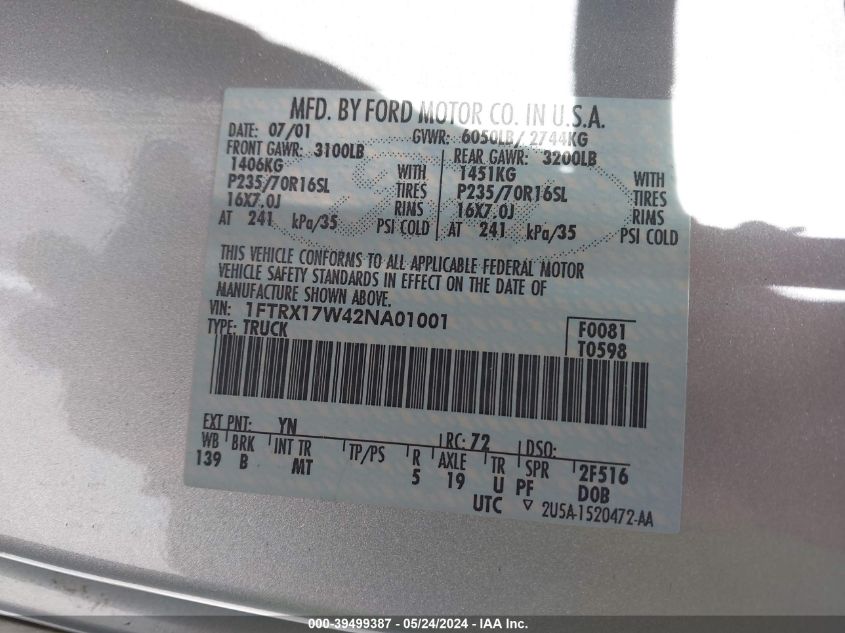 MFD. BY FORD MOTOR CO. IN U.S.A.
DATE: 07/01 GVWR: 6050LB/ 2744KG
FRONT GAWR: 3100LB REAR GAWR: 3200LB
1406KG WITH 1451KG WITH
P235/70R16SL TIRES P235/70R16SL TIRES
16X7.0J RIMS 16X7.0J RIMS
AT 241 kPa/35 PSI COLD AT 241 kPa/35 PSI COLD
THIS VEHICLE CONFORMS TO ALL APPLICABLE FEDERAL MOTOR
VEHICLE SAFETY STANDARDS IN EFFECT ON THE DATE OF
MANUFACTURE SHOWN ABOVE.
VIN: 1FTRX17W42NA01001 F0081
TYPE: TRUCK T0598
EXT PNT: YN RC: 72 DSO:
WB BRK INT TR TP/PS R AXLE TR SPR 2F516
139 B MT 5 19 U PF DOB
UTC ▽ 2U5A-1520472-AA
© Image - 39499387 - 05/24/2024 - IAA Inc.